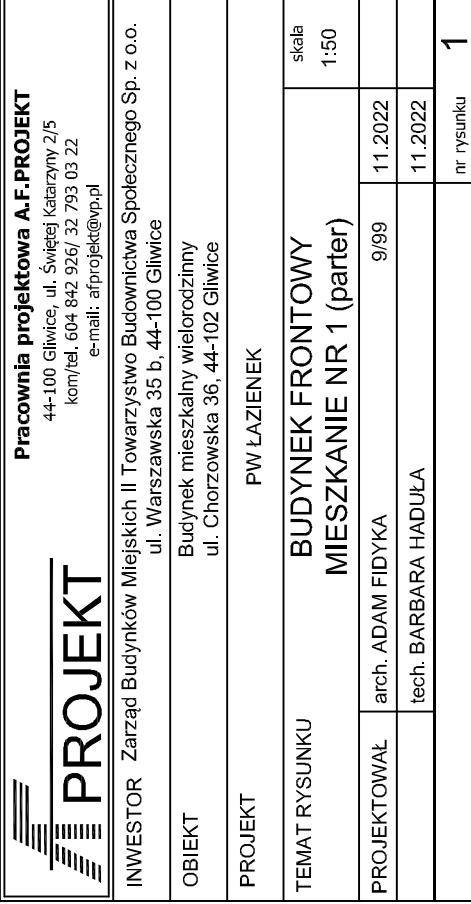 PROJEKT
Pracownia projektowa A.F.PROJEKT
44-100 Gliwice, ul. Świętej Katarzyny 2/5
kom/tel. 604 842 926/ 32 793 03 22
e-mail: afprojekt@vp.pl
INWESTOR Zarząd Budynków Miejskich II Towarzystwo Budownictwa Społecznego Sp. z o.o.
ul. Warszawska 35 b, 44-100 Gliwice
OBIEKT Budynek mieszkalny wielorodzinny
ul. Chorzowska 36, 44-102 Gliwice
PROJEKT PW ŁAZIENEK
TEMAT RYSUNKU BUDYNEK FRONTOWY
MIESZKANIE NR 1 (parter)
skala
1:50
PROJEKTOWAŁ arch. ADAM FIDYKA 9/99 11.2022
tech. BARBARA HADUŁA 11.2022
nr rysunku 1